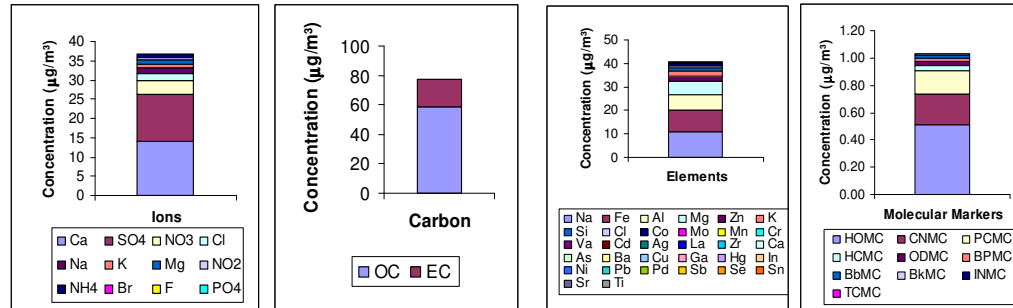 Concentration (µg/m³)
40
35
30
25
20
15
10
5
0
Ions
Ca SO4 NO3 Cl
Na K Mg NO2
NH4 Br F PO4
Concentration (µg/m³)
100
80
60
40
20
0
Carbon
OC EC
Concentration (µg/m³)
50
40
30
20
10
0
Elements
Na Fe Al Mg Zn K
Si Cl Co Mo Mn Cr
Va Cd Ag La Zr Ca
As Ba Cu Ga Hg In
Ni Pb Pd Sb Se Sn
Sr Ti
Concentration (µg/m³)
1.20
1.00
0.80
0.60
0.40
0.20
0.00
Molecular Markers
HOMC CNMC PCMC
HCMC ODMC BPMC
BbMC BkMC INMC
TCMC